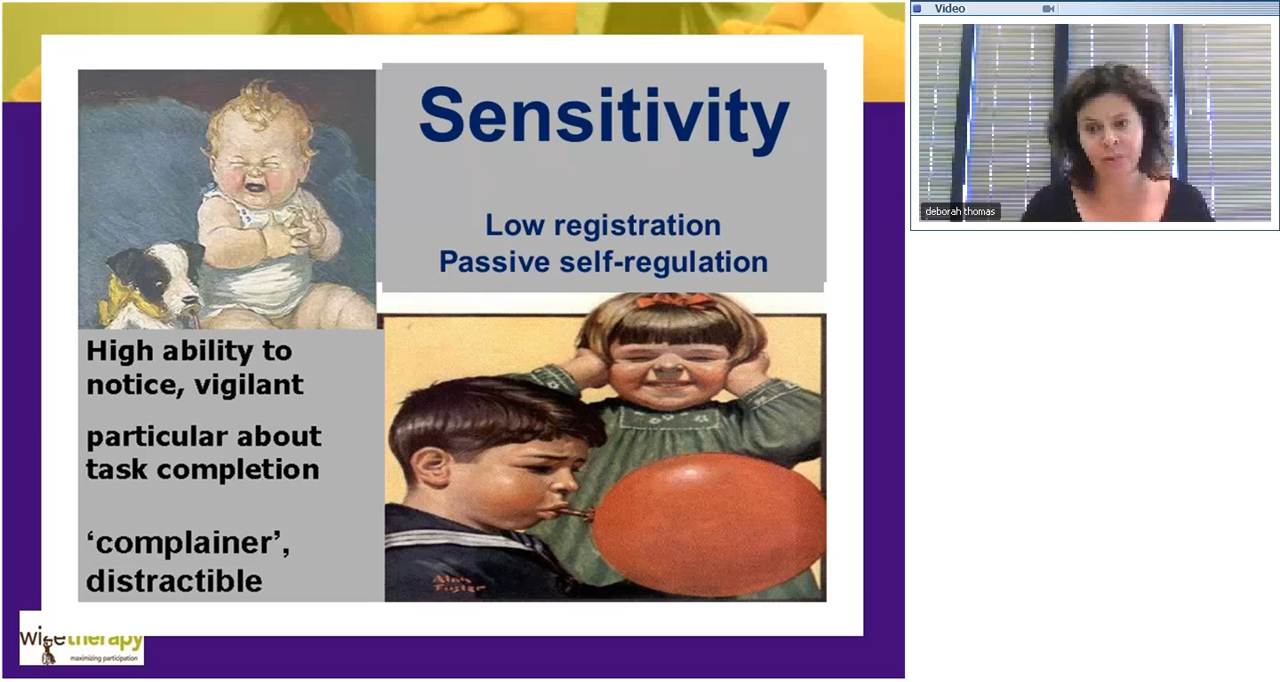 Sensitivity
Low registration
Passive self-regulation
High ability to
notice, vigilant
particular about
task completion
‘complainer’,
distractible
Alan
Foster
wisetherapy
maximizing participation
Video
deborah thomas